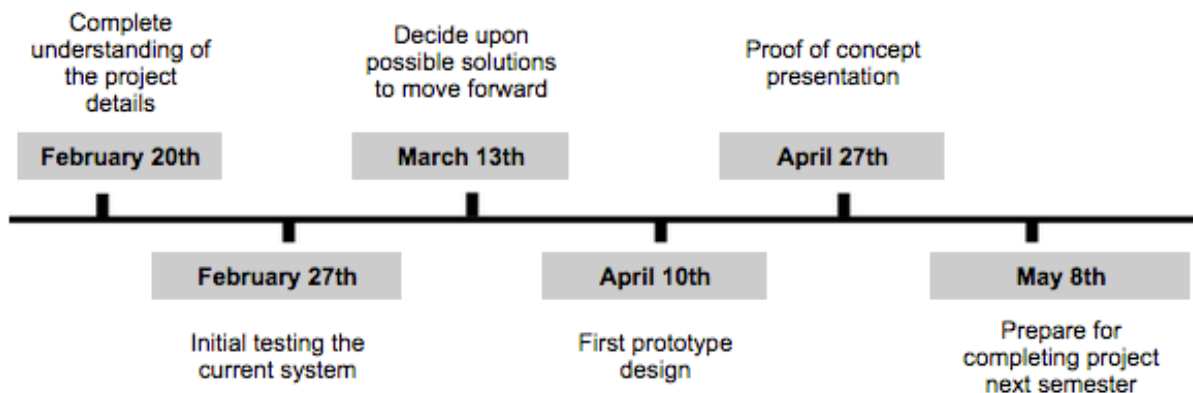 Complete
understanding of
the project
details
February 20th
February 27th
Initial testing the
current system
Decide upon
possible solutions
to move forward
March 13th
April 10th
First prototype
design
Proof of concept
presentation
April 27th
May 8th
Prepare for
completing project
next semester